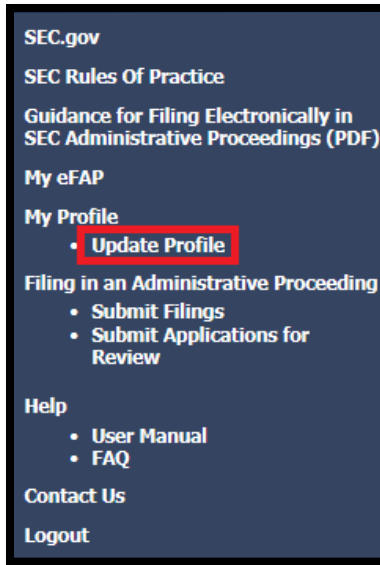 SEC.gov
SEC Rules Of Practice
Guidance for Filing Electronically in
SEC Administrative Proceedings (PDF)
My eFAP
My Profile
• Update Profile
Filing in an Administrative Proceeding
• Submit Filings
• Submit Applications for
Review
Help
• User Manual
• FAQ
Contact Us
Logout